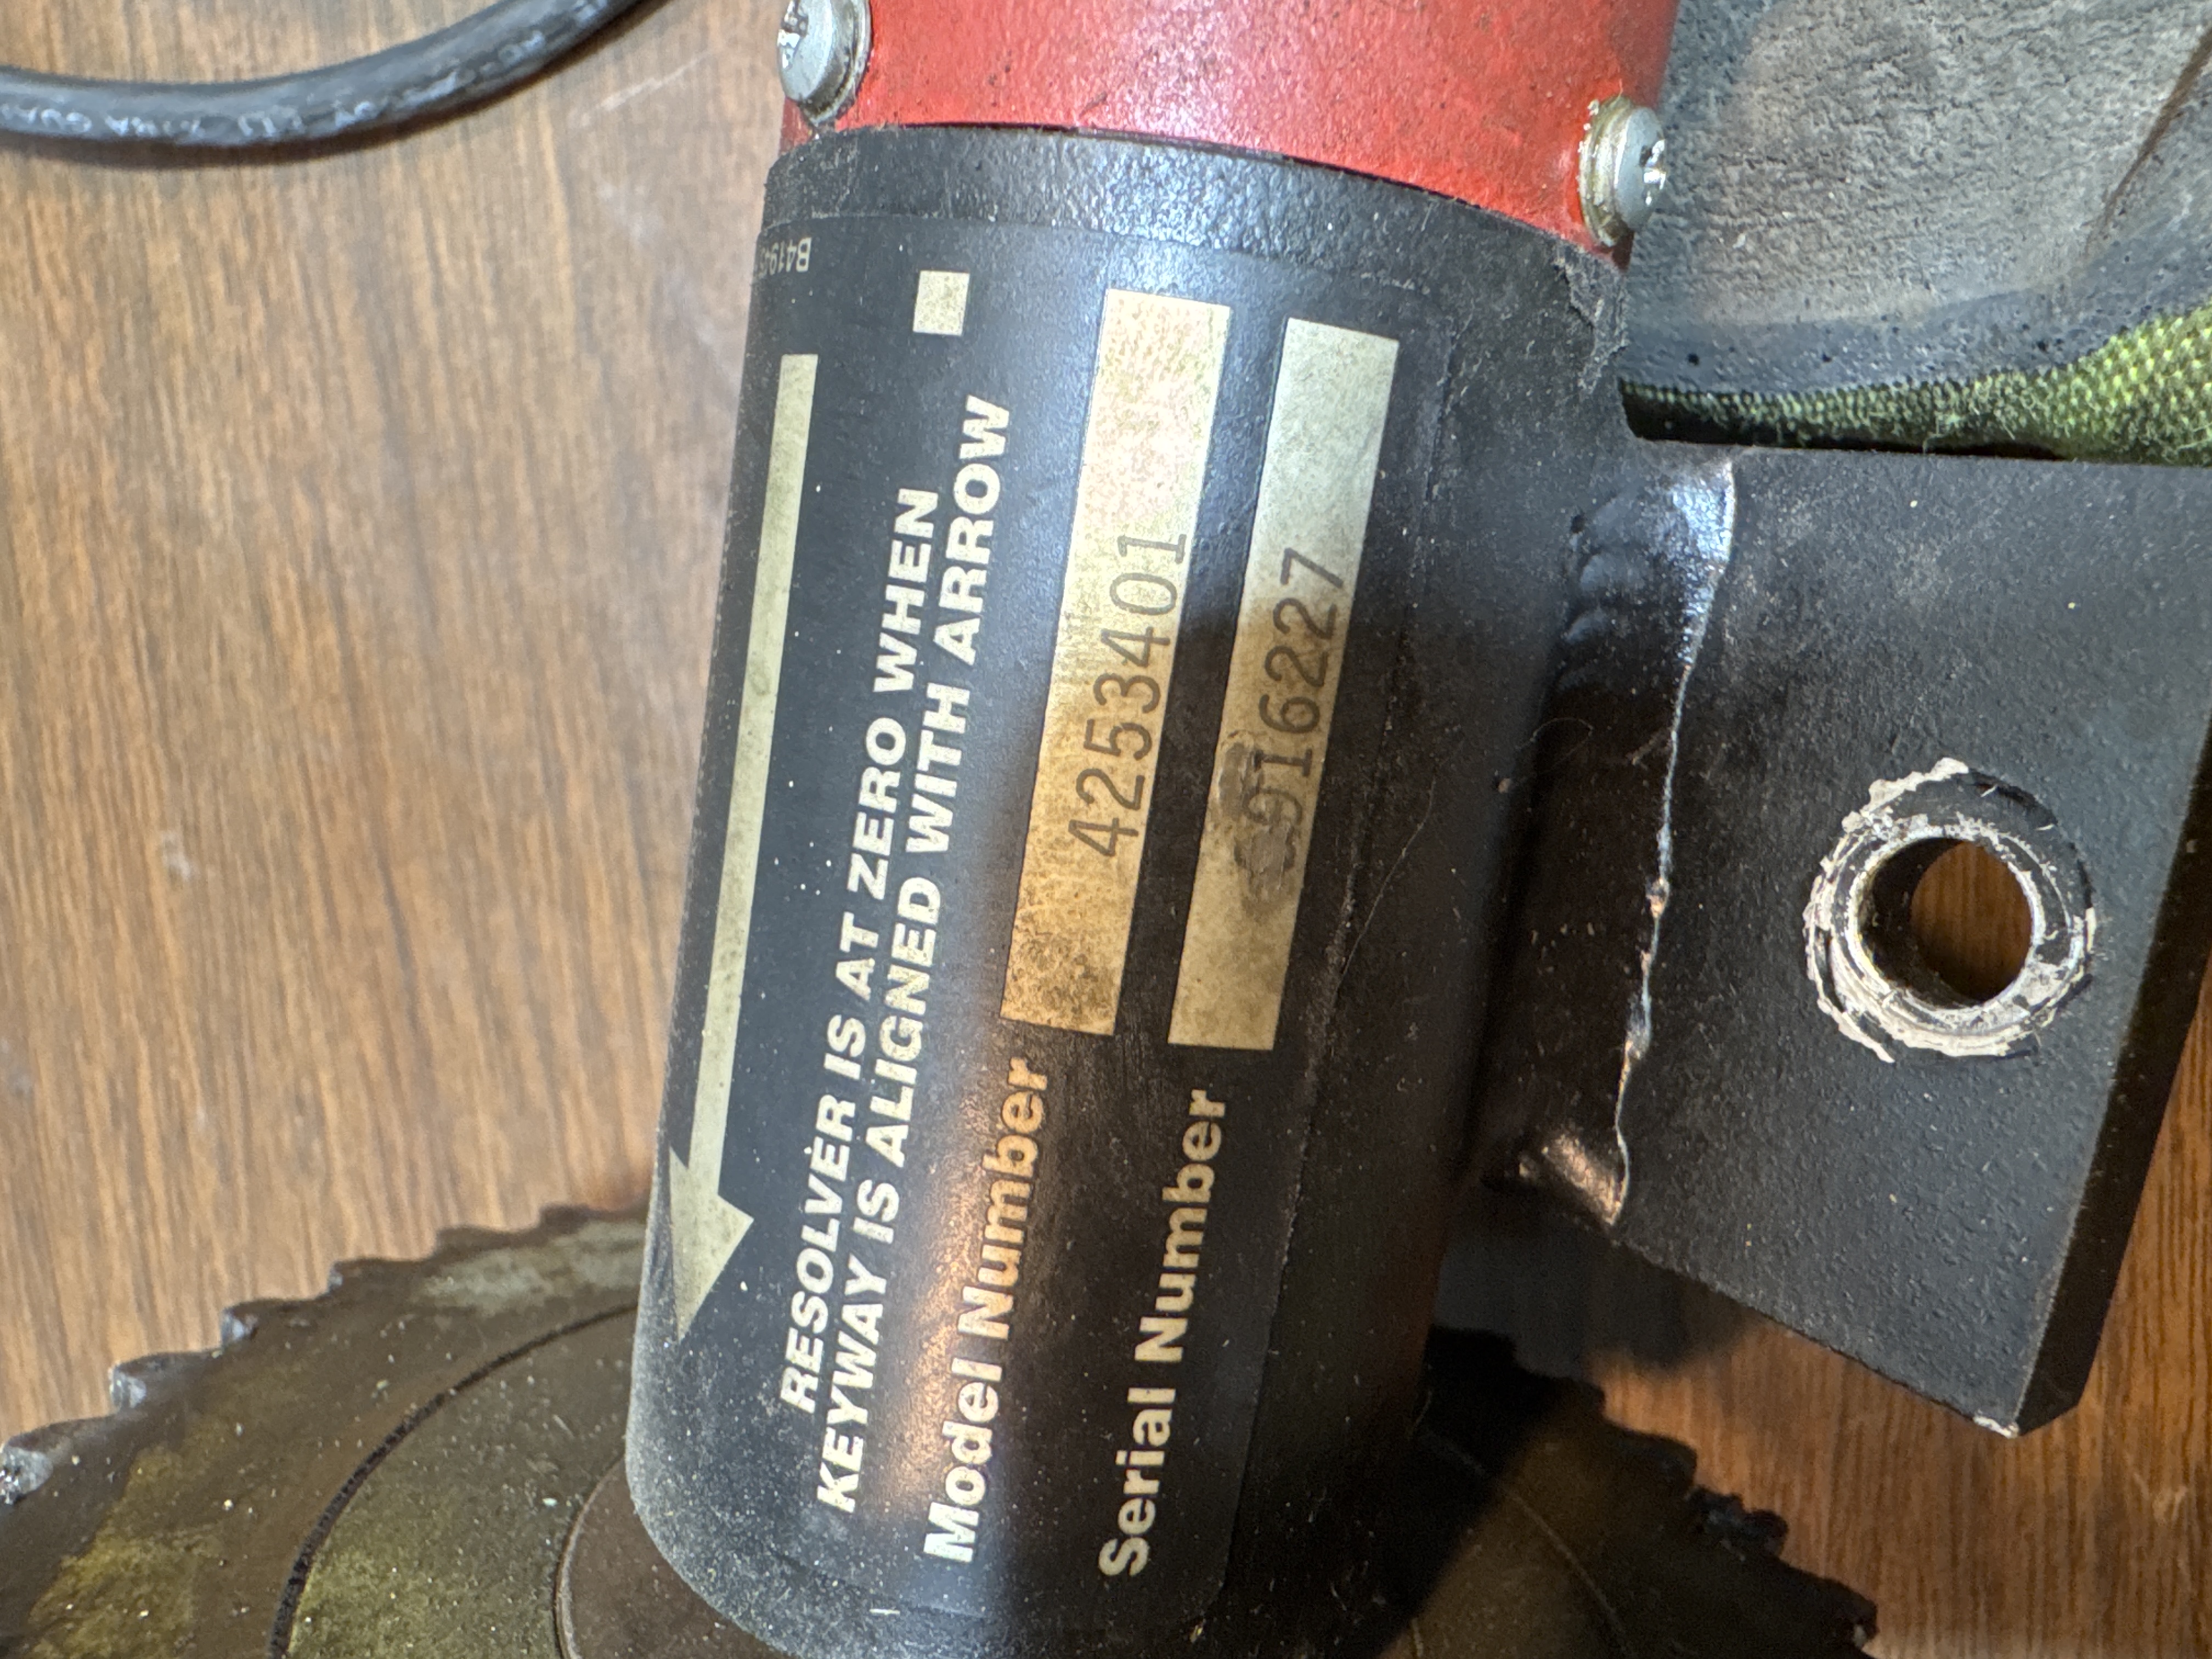 RESOLVER IS AT ZERO WHEN
KEYWAY IS ALIGNED WITH ARROW
Model Number 4253401
Serial Number